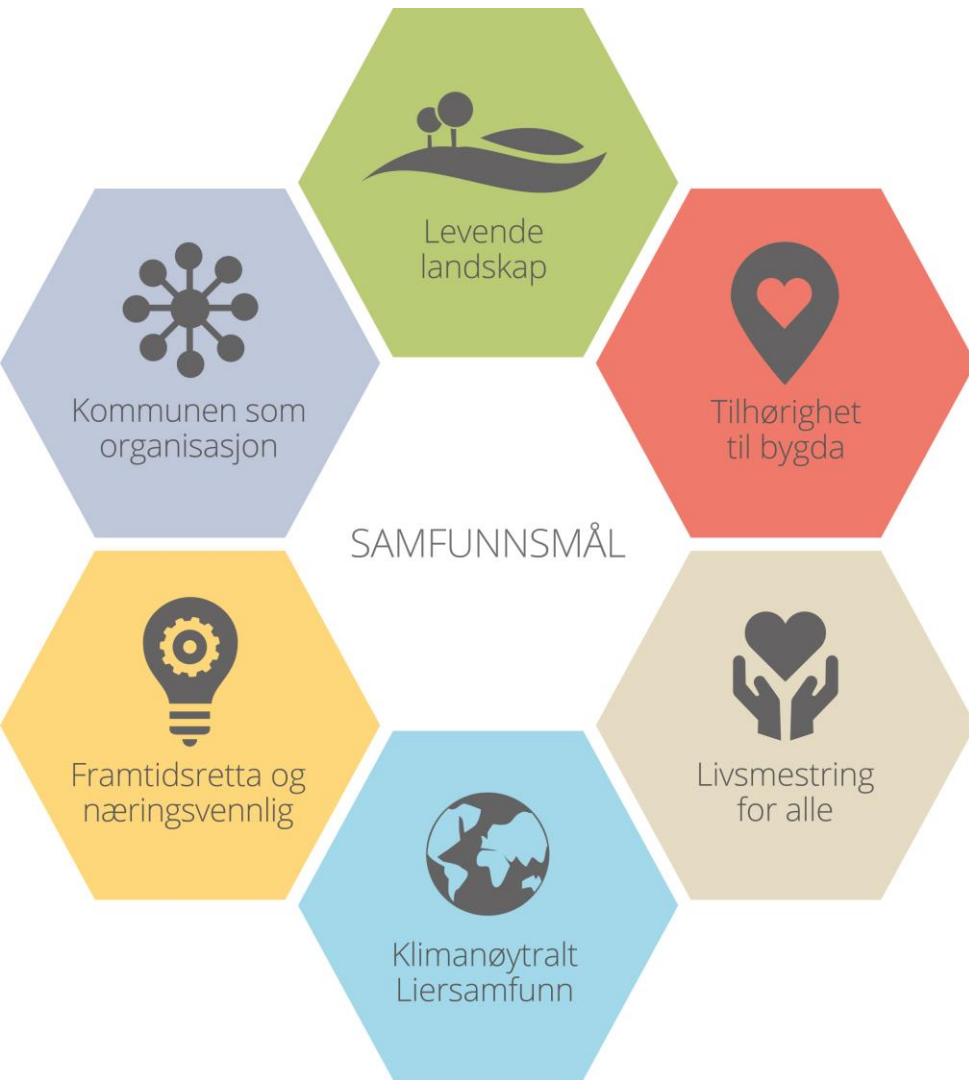 Levende
landskap
Tilhørighet
til bygda
Livsmestring
for alle
Klimanøytralt
Liersamfunn
Framtidsretta og
næringsvennlig
Kommunen som
organisasjon
SAMFUNNSMÅL